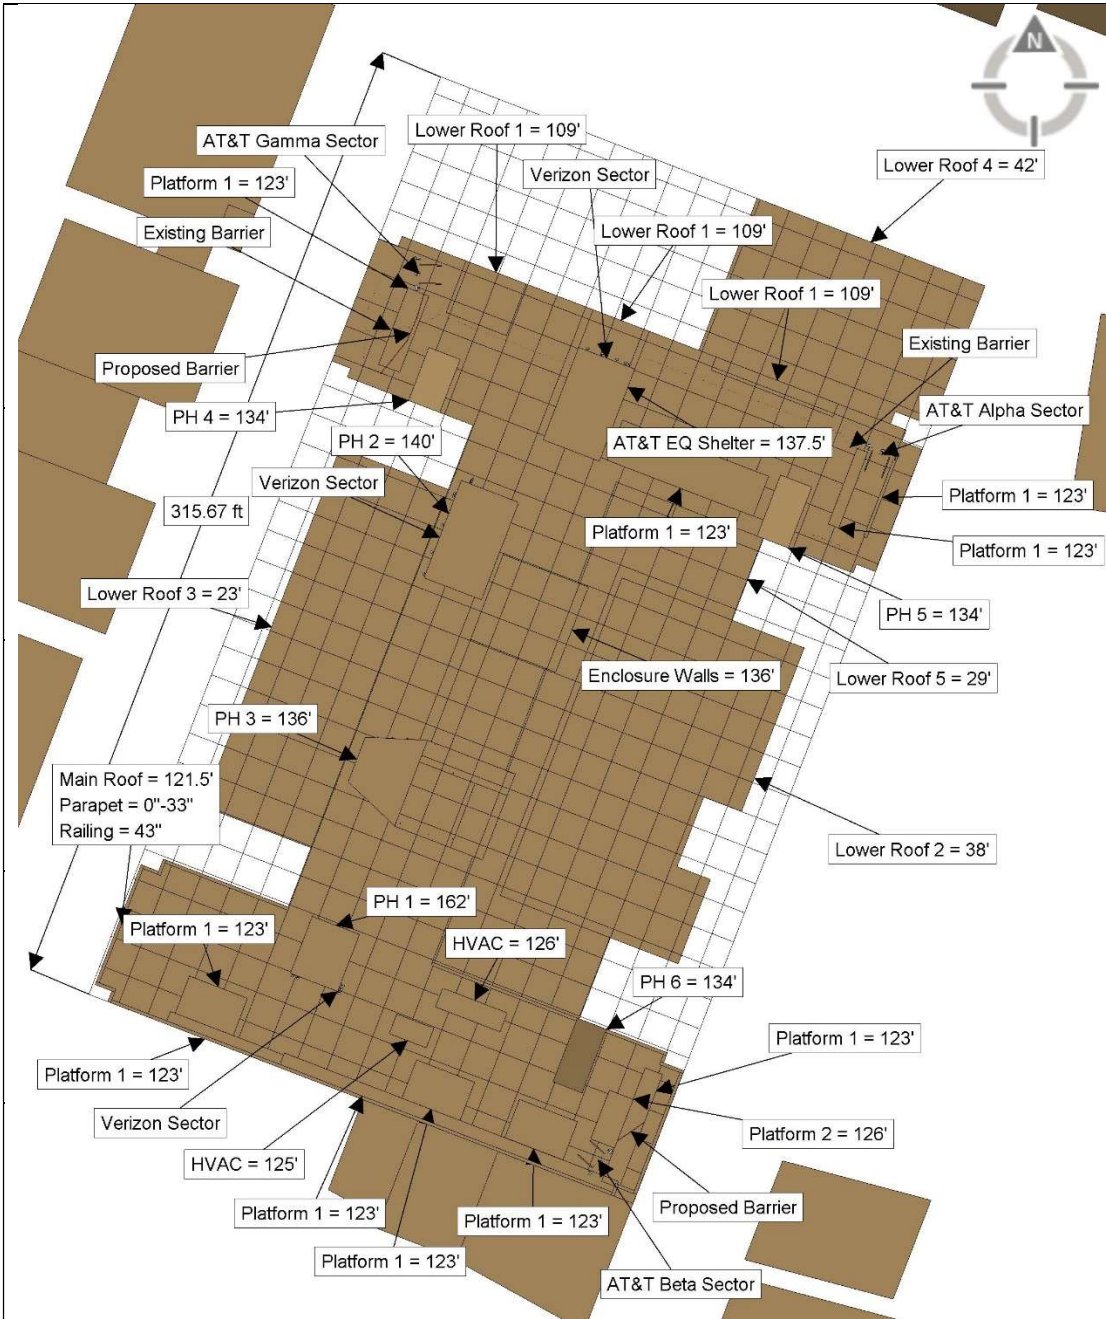 N
Lower Roof 1 = 109'
AT&T Gamma Sector
Lower Roof 4 = 42'
Verizon Sector
Platform 1 = 123'
Existing Barrier
Lower Roof 1 = 109'
Lower Roof 1 = 109'
Existing Barrier
Proposed Barrier
AT&T Alpha Sector
PH 4 = 134'
PH 2 = 140'
AT&T EQ Shelter = 137.5'
Verizon Sector
Platform 1 = 123'
315.67 ft
Platform 1 = 123'
Platform 1 = 123'
Lower Roof 3 = 23'
PH 5 = 134'
Enclosure Walls = 136'
Lower Roof 5 = 29'
PH 3 = 136'
Main Roof = 121.5'
Parapet = 0"-33"
Railing = 43"
Lower Roof 2 = 38'
PH 1 = 162'
Platform 1 = 123'
HVAC = 126'
PH 6 = 134'
Platform 1 = 123'
Platform 1 = 123'
Verizon Sector
Platform 2 = 126'
HVAC = 125'
Platform 1 = 123'
Platform 1 = 123'
Proposed Barrier
Platform 1 = 123'
AT&T Beta Sector